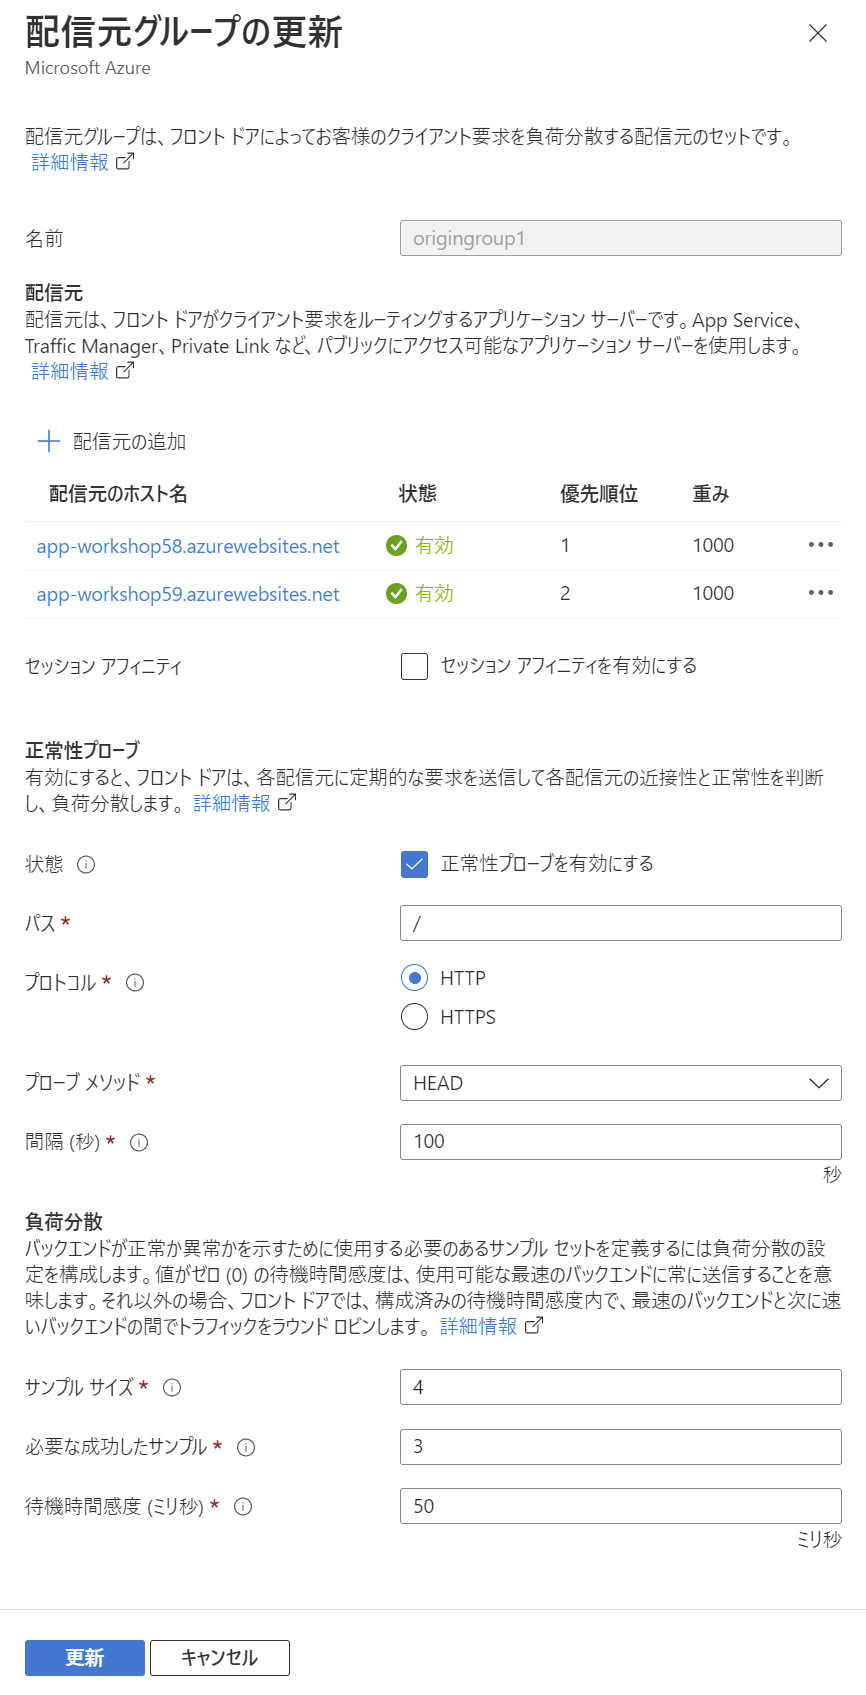 配信元グループの更新
Microsoft Azure
配信元グループは、フロント ドアによってお客様のクライアント要求を負荷分散する配信元のセットです。
詳細情報
名前 origingroup1
配信元
配信元は、フロント ドアがクライアント要求をルーティングするアプリケーション サーバーです。App Service、
Traffic Manager、Private Link など、パブリックにアクセス可能なアプリケーション サーバーを使用します。
詳細情報
配信元の追加
配信元のホスト名 状態 優先順位 重み
app-workshop58.azurewebsites.net 有効 1 1000
app-workshop59.azurewebsites.net 有効 2 1000
セッション アフィニティ セッション アフィニティを有効にする
正常性プローブ
有効にすると、フロント ドアは、各配信元に定期的な要求を送信して各配信元の近接性と正常性を判断
し、負荷分散します。 詳細情報
状態 正常性プローブを有効にする
パス * /
プロトコル * HTTP
HTTPS
プローブ メソッド * HEAD
間隔 (秒) * 100
秒
負荷分散
バックエンドが正常か異常かを示すために使用する必要のあるサンプル セットを定義するには負荷分散の設
定を構成します。値がゼロ (0) の待機時間感度は、使用可能な最速のバックエンドに常に送信することを意
味します。それ以外の場合、フロント ドアでは、構成済みの待機時間感度内で、最速のバックエンドと次に速
いバックエンドの間でトラフィックをラウンド ロビンします。 詳細情報
サンプル サイズ * 4
必要な成功したサンプル * 3
待機時間感度 (ミリ秒) * 50
ミリ秒
更新 キャンセル